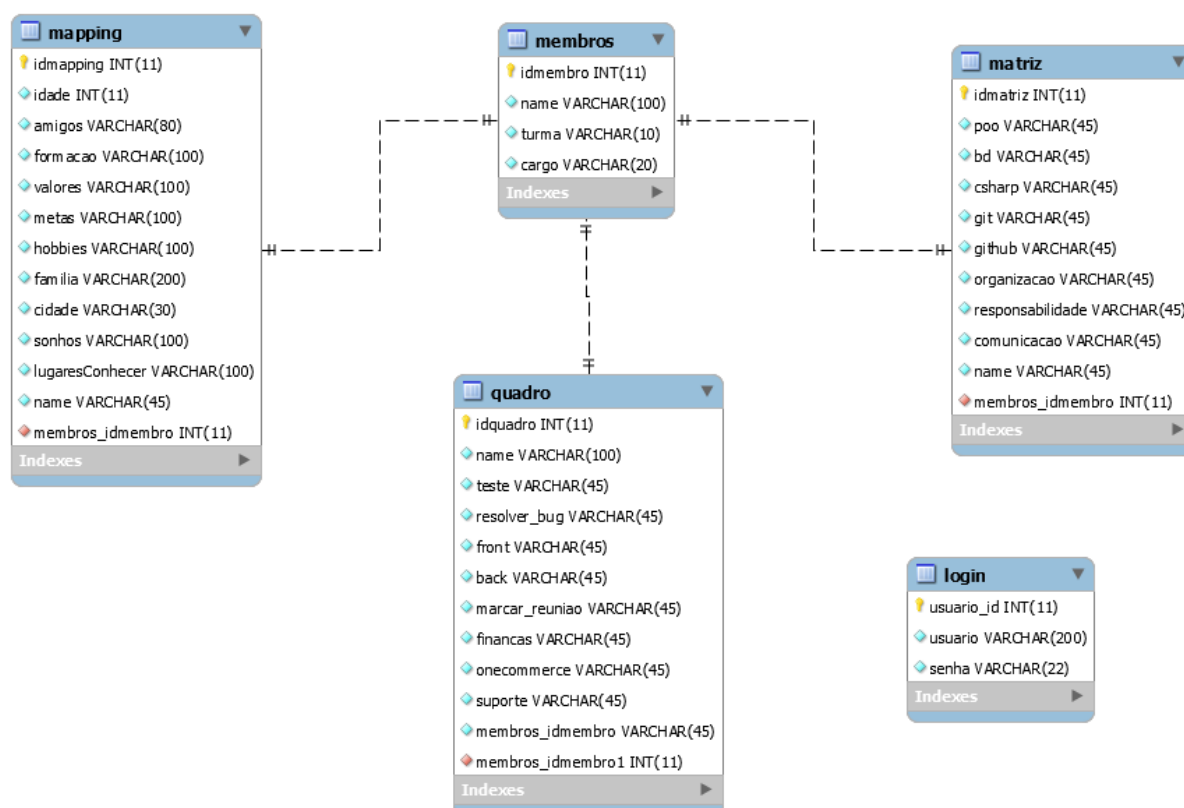 mapping
idmapping INT(11)
idade INT(11)
amigos VARCHAR(80)
formacao VARCHAR(100)
valores VARCHAR(100)
metas VARCHAR(100)
hobbies VARCHAR(100)
familia VARCHAR(200)
cidade VARCHAR(30)
sonhos VARCHAR(100)
lugaresConhecer VARCHAR(100)
name VARCHAR(45)
membros_idmembro INT(11)
Indexes
membros
idmembro INT(11)
name VARCHAR(100)
turma VARCHAR(10)
cargo VARCHAR(20)
Indexes
matriz
idmatriz INT(11)
poo VARCHAR(45)
bd VARCHAR(45)
csharp VARCHAR(45)
git VARCHAR(45)
github VARCHAR(45)
organizacao VARCHAR(45)
responsabilidade VARCHAR(45)
comunicacao VARCHAR(45)
name VARCHAR(45)
membros_idmembro INT(11)
Indexes
quadro
idquadro INT(11)
name VARCHAR(100)
teste VARCHAR(45)
resolver_bug VARCHAR(45)
front VARCHAR(45)
back VARCHAR(45)
marcar_reuniao VARCHAR(45)
financas VARCHAR(45)
onecommerce VARCHAR(45)
suporte VARCHAR(45)
membros_idmembro VARCHAR(45)
membros_idmembro1 INT(11)
Indexes
login
usuario_id INT(11)
usuario VARCHAR(200)
senha VARCHAR(22)
Indexes